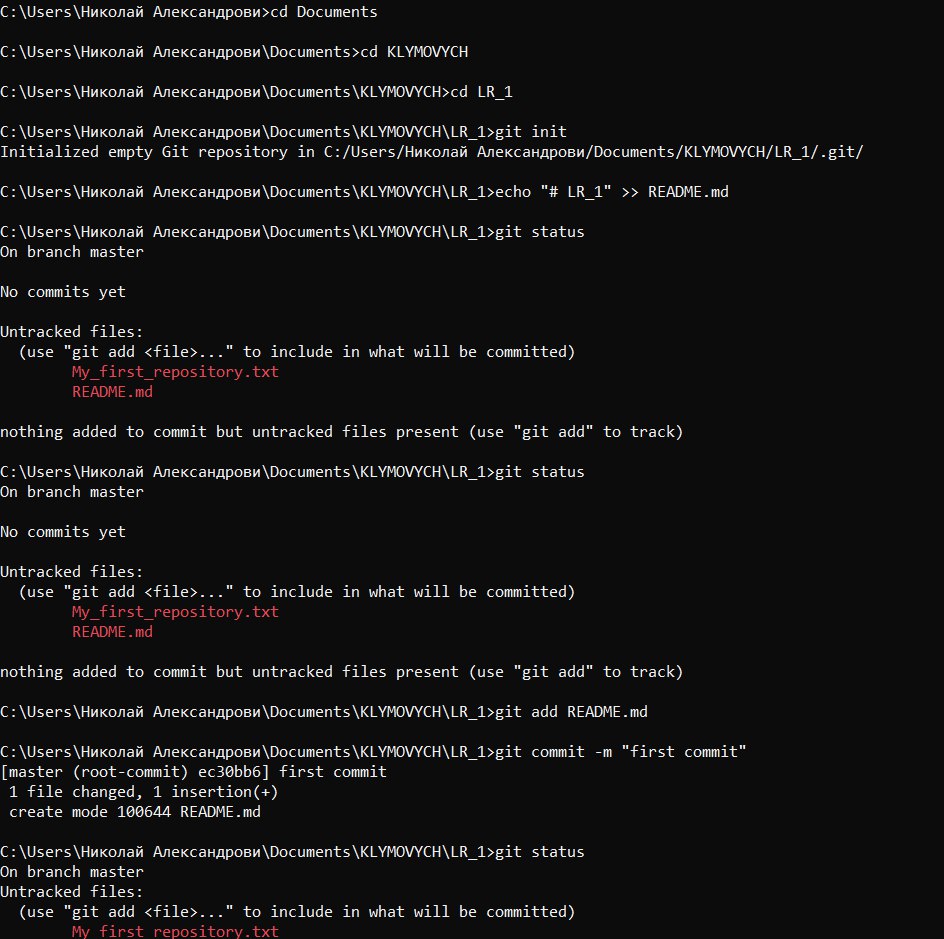 C:\Users\Николай Александрови>cd Documents
C:\Users\Николай Александрови\Documents>cd KLYMOVYCH
C:\Users\Николай Александрови\Documents\KLYMOVYCH>cd LR_1
C:\Users\Николай Александрови\Documents\KLYMOVYCH\LR_1>git init
Initialized empty Git repository in C:/Users/Николай Александрови/Documents/KLYMOVYCH/LR_1/.git/
C:\Users\Николай Александрови\Documents\KLYMOVYCH\LR_1>echo "# LR_1" >> README.md
C:\Users\Николай Александрови\Documents\KLYMOVYCH\LR_1>git status
On branch master
No commits yet
Untracked files:
  (use "git add <file>..." to include in what will be committed)
        My_first_repository.txt
        README.md
nothing added to commit but untracked files present (use "git add" to track)
C:\Users\Николай Александрови\Documents\KLYMOVYCH\LR_1>git status
On branch master
No commits yet
Untracked files:
  (use "git add <file>..." to include in what will be committed)
        My_first_repository.txt
        README.md
nothing added to commit but untracked files present (use "git add" to track)
C:\Users\Николай Александрови\Documents\KLYMOVYCH\LR_1>git add README.md
C:\Users\Николай Александрови\Documents\KLYMOVYCH\LR_1>git commit -m "first commit"
[master (root-commit) ec30bb6] first commit
 1 file changed, 1 insertion(+)
 create mode 100644 README.md
C:\Users\Николай Александрови\Documents\KLYMOVYCH\LR_1>git status
On branch master
Untracked files:
  (use "git add <file>..." to include in what will be committed)
        My_first_repository.txt